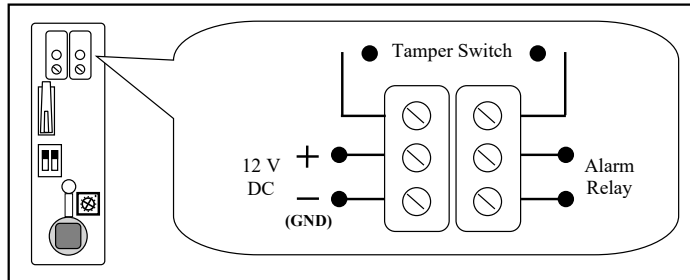 Tamper Switch
12 V
DC
+
−
(GND)
Alarm
Relay